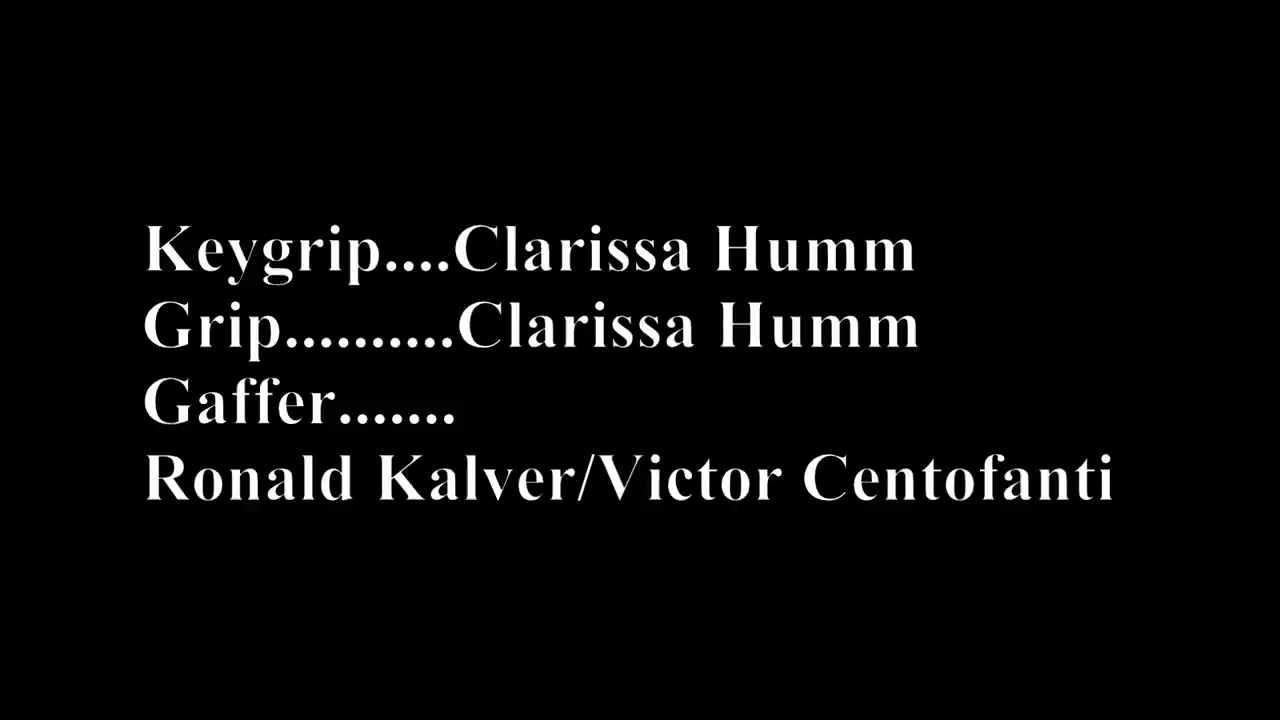 Keygrip....Clarissa Humm
Grip..........Clarissa Humm
Gaffer.......
Ronald Kalver/Victor Centofanti